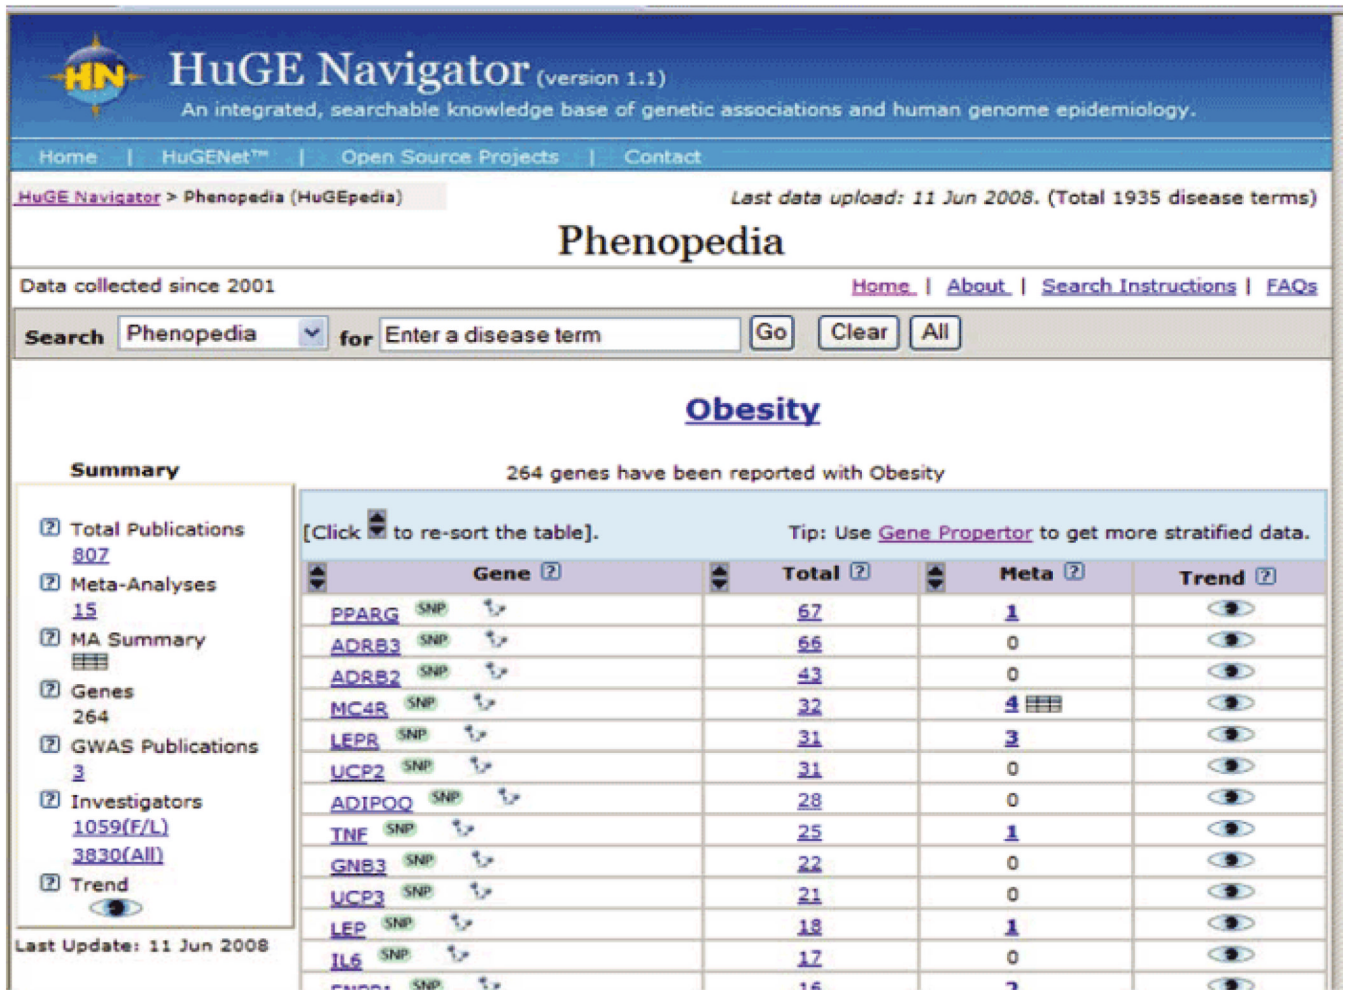 HN HuGE Navigator (version 1.1)
An integrated, searchable knowledge base of genetic associations and human genome epidemiology.
Home | HuGENet™ | Open Source Projects | Contact
HuGE Navigator > Phenopedia (HuGEpedia) Last data upload: 11 Jun 2008. (Total 1935 disease terms)
Phenopedia
Data collected since 2001 Home | About | Search Instructions | FAQs
Search Phenopedia for Enter a disease term Go Clear All
Obesity
Summary
? Total Publications
807
? Meta-Analyses
15
? MA Summary
? Genes
264
? GWAS Publications
3
? Investigators
1059(F/L)
3830(All)
? Trend
Last Update: 11 Jun 2008
264 genes have been reported with Obesity
[Click to re-sort the table]. Tip: Use Gene Propertor to get more stratified data.
Gene ? Total ? Meta ? Trend ?
PPARG SNP 67 1
ADRB3 SNP 66 0
ADRB2 SNP 43 0
MC4R SNP 32 4
LEPR SNP 31 3
UCP2 SNP 31 0
ADIPOQ SNP 28 0
TNF SNP 25 1
GNB3 SNP 22 0
UCP3 SNP 21 0
LEP SNP 18 1
IL6 SNP 17 0
SNP 16